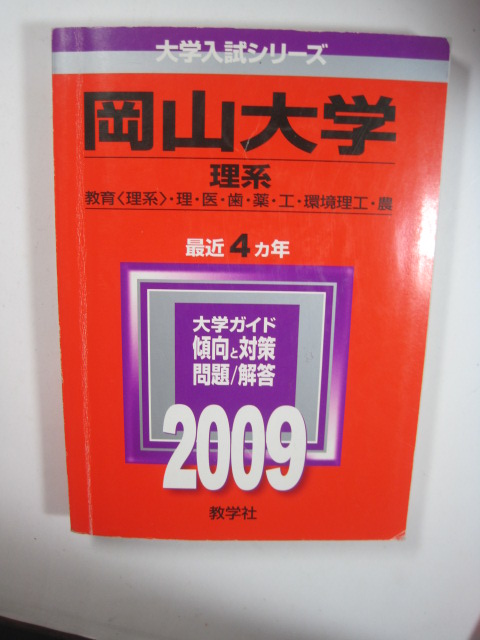 大学入試シリーズ
岡山大学
理系
教育〈理系〉・理・医・歯・薬・工・環境理工・農
最近4カ年
大学ガイド
傾向と対策
問題/解答
2009
教学社